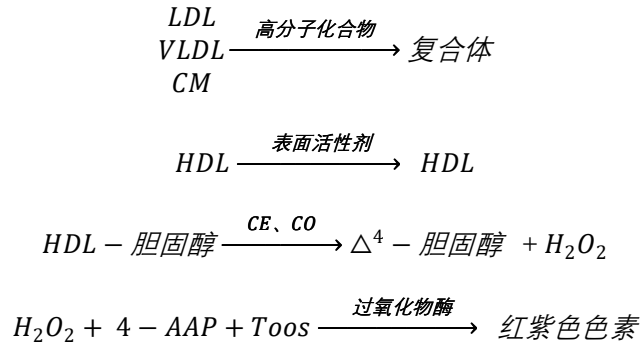 LDL
VLDL 高分子化合物 复合体
CM
HDL 表面活性剂 HDL
HDL − 胆固醇 CE、CO △⁴ − 胆固醇 + H₂O₂
H₂O₂ + 4 − AAP + Toos 过氧化物酶 红紫色色素